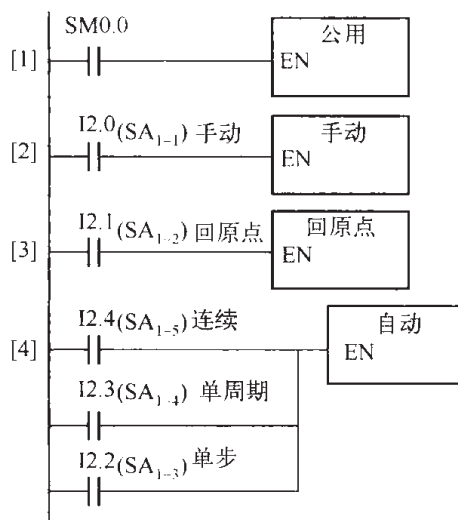 SM0.0
公用
[1]
EN
I2.0(SA1-1) 手动
手动
[2]
EN
I2.1(SA1-2) 回原点
回原点
[3]
EN
I2.4(SA1-5) 连续
自动
[4]
EN
I2.3(SA1-4) 单周期
I2.2(SA1-3) 单步